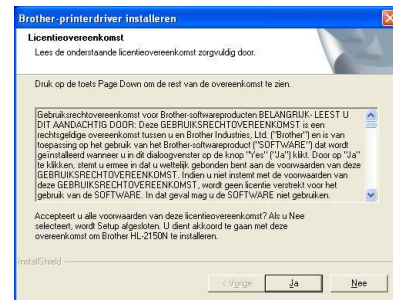 Brother-printerdriver installeren
Licentieovereenkomst
Lees de onderstaande licentieovereenkomst zorgvuldig door.
Druk op de toets Page Down om de rest van de overeenkomst te zien.
Gebruiksrechtovereenkomst voor Brother-softwareproducten BELANGRIJK- LEEST U
DIT AANDACHTIG DOOR: Deze GEBRUIKSRECHTOVEREENKOMST is een
rechtsgeldige overeenkomst tussen u en Brother Industries, Ltd. ("Brother") en is van
toepassing op het gebruik van het Brother-softwareproduct ("SOFTWARE") dat wordt
geïnstalleerd wanneer u in dit dialoogvenster op de knop "Yes" ("Ja") klikt. Door op "Ja"
te klikken, stemt u ermee in dat u wettelijk gebonden bent aan de voorwaarden van deze
GEBRUIKSRECHTOVEREENKOMST. Indien u niet instemt met de voorwaarden van
deze GEBRUIKSRECHTOVEREENKOMST, wordt geen licentie verstrekt voor het
gebruik van de SOFTWARE. In dat geval mag u de SOFTWARE niet gebruiken.
Accepteert u alle voorwaarden van deze licentieovereenkomst? Als u Nee
selecteert, wordt Setup afgesloten. U dient akkoord te gaan met deze
overeenkomst om Brother HL-2150N te installeren.
InstallShield
< Vorige
Ja
Nee